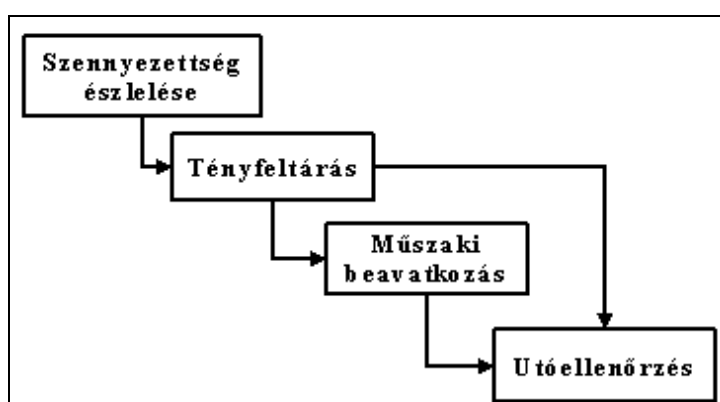 Szennyezettség
észlelése
Tényfeltárás
Műszaki
beavatkozás
Utóellenőrzés